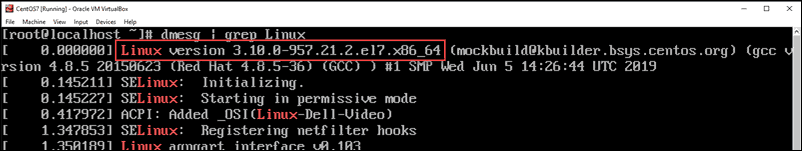 CentOS7 [Running] - Oracle VM VirtualBox
File Machine View Input Devices Help
[root@localhost ~]# dmesg | grep Linux
[    0.000000] Linux version 3.10.0-957.21.2.el7.x86_64 (mockbuild@kbuilder.bsys.centos.org) (gcc ve
rsion 4.8.5 20150623 (Red Hat 4.8.5-36) (GCC) ) #1 SMP Wed Jun 5 14:26:44 UTC 2019
[    0.145211] SELinux:  Initializing.
[    0.145227] SELinux:  Starting in permissive mode
[    0.417972] ACPI: Added _OSI(Linux-Dell-Video)
[    1.347853] SELinux:  Registering netfilter hooks
[    1.350189] Linux agpgart interface v0.103